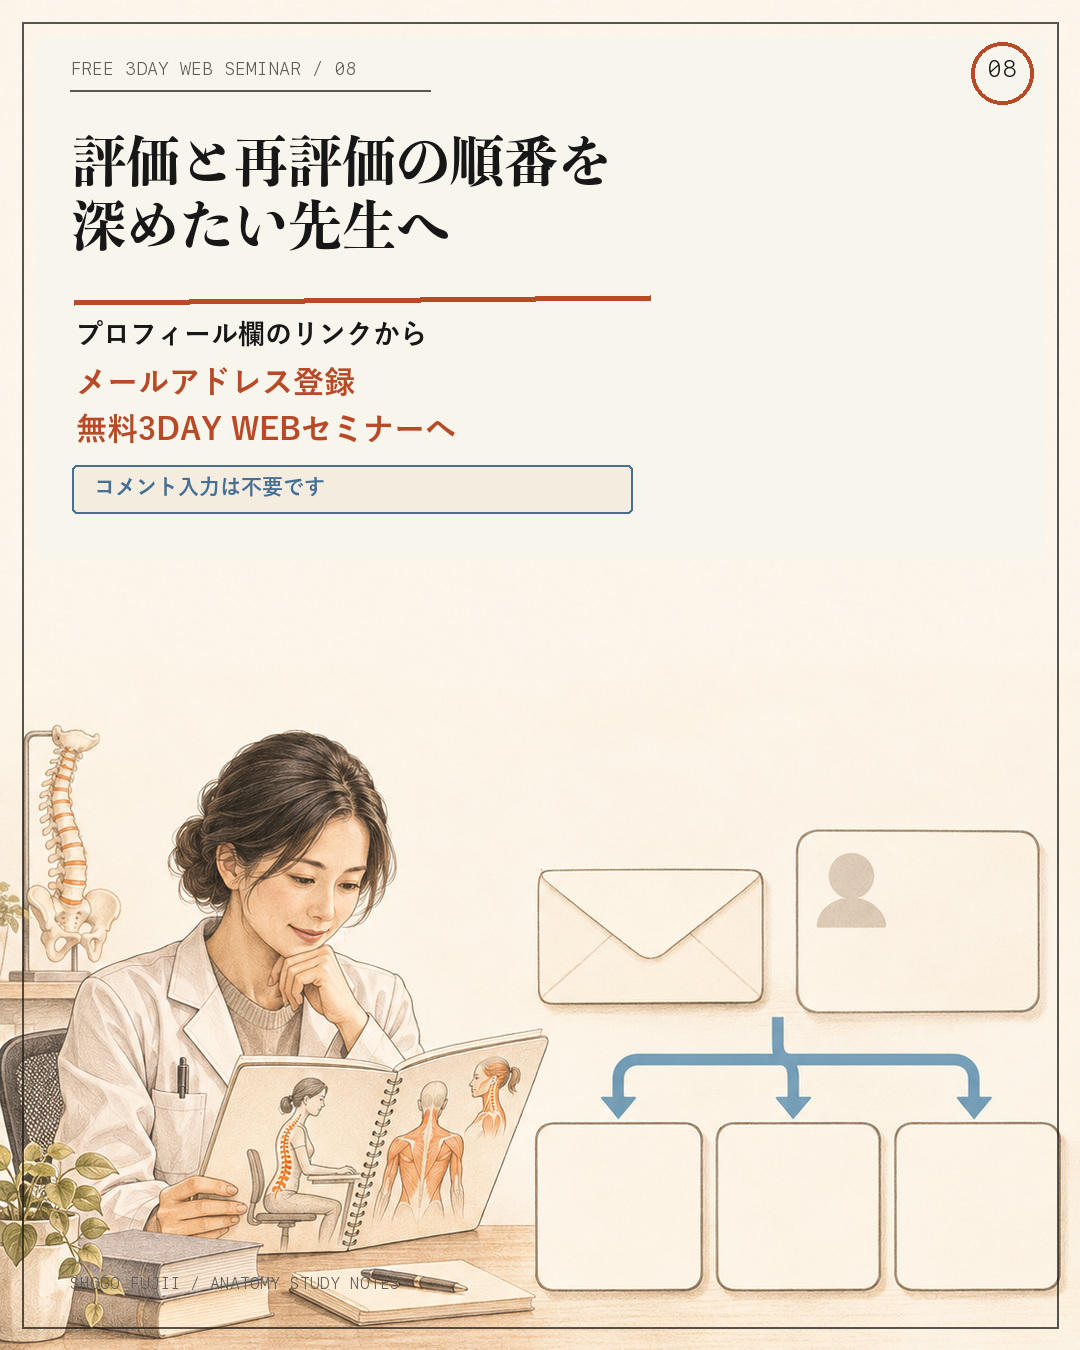 FREE 3DAY WEB SEMINAR / 08
08
評価と再評価の順番を
深めたい先生へ
プロフィール欄のリンクから
メールアドレス登録
無料3DAY WEBセミナーへ
コメント入力は不要です
SHOGO FUJII / ANATOMY STUDY NOTES